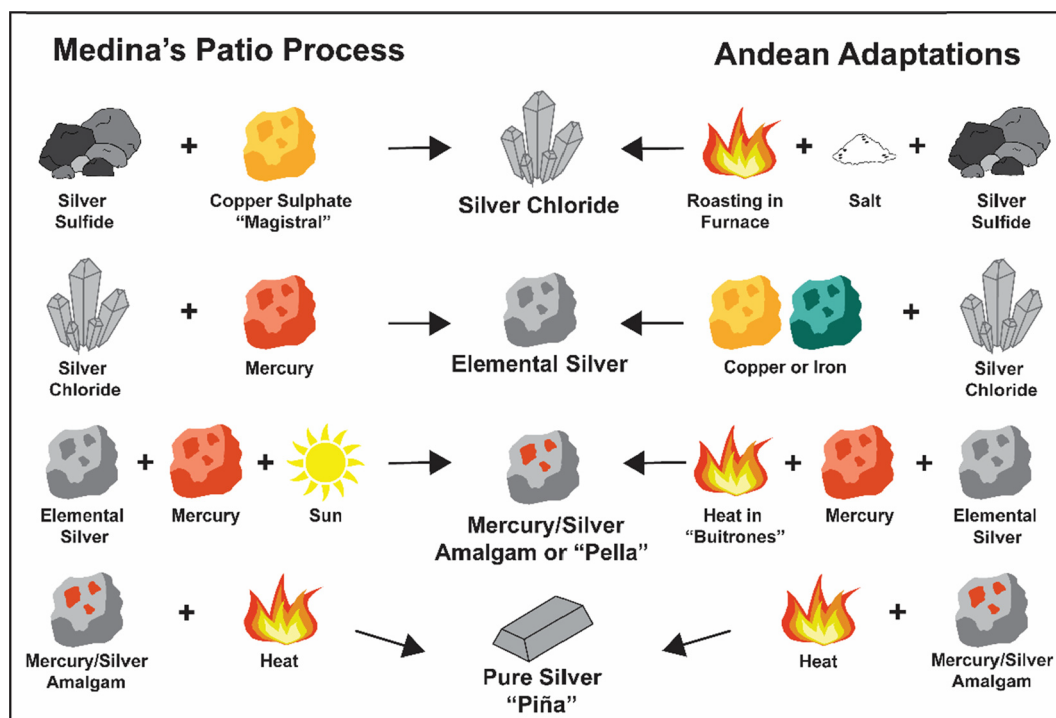 Medina's Patio Process
Andean Adaptations
+
+
+
Silver
Sulfide
Copper Sulphate
"Magistral"
Silver Chloride
Roasting in
Furnace
Salt
Silver
Sulfide
+
+
Silver
Chloride
Mercury
Elemental Silver
Copper or Iron
Silver
Chloride
+
+
+
+
Elemental
Silver
Mercury
Sun
Mercury/Silver
Amalgam or "Pella"
Heat in
"Buitrones"
Mercury
Elemental
Silver
+
+
Mercury/Silver
Amalgam
Heat
Pure Silver
"Piña"
Heat
Mercury/Silver
Amalgam